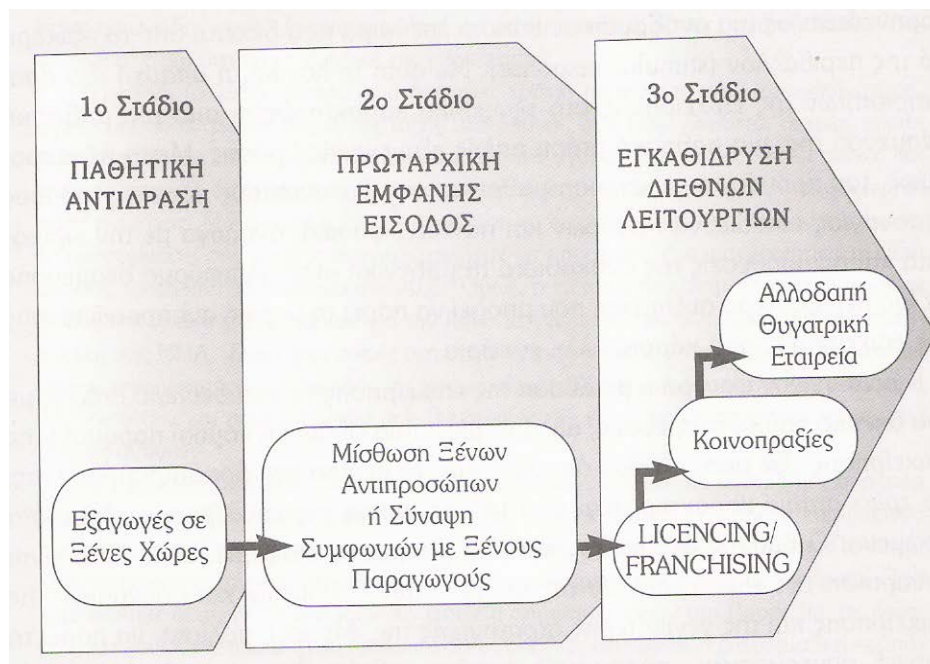 1ο Στάδιο
ΠΑΘΗΤΙΚΗ
ΑΝΤΙΔΡΑΣΗ
Εξαγωγές σε
Ξένες Χώρες
2ο Στάδιο
ΠΡΩΤΑΡΧΙΚΗ
ΕΜΦΑΝΗΣ
ΕΙΣΟΔΟΣ
Μίσθωση Ξένων
Αντιπροσώπων
ή Σύναψη
Συμφωνιών με Ξένους
Παραγωγούς
3ο Στάδιο
ΕΓΚΑΘΙΔΡΥΣΗ
ΔΙΕΘΝΩΝ
ΛΕΙΤΟΥΡΓΙΩΝ
Αλλοδαπή
Θυγατρική
Εταιρεία
Κοινοπραξίες
LICENCING/
FRANCHISING